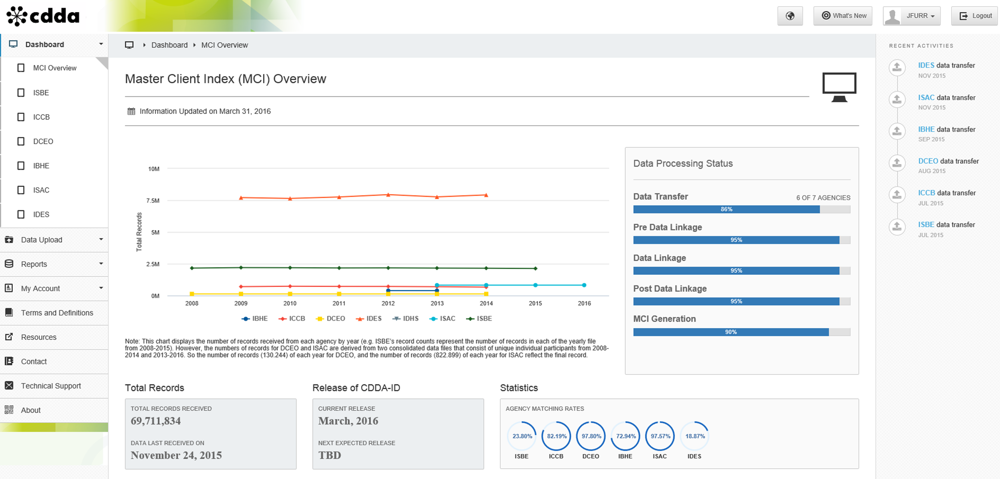 cdda
What's New
JFURR
Logout
Dashboard
MCI Overview
ISBE
ICCB
DCEO
IBHE
ISAC
IDES
Data Upload
Reports
My Account
Terms and Definitions
Resources
Contact
Technical Support
About
Dashboard
MCI Overview
Master Client Index (MCI) Overview
Information Updated on March 31, 2016
Total Records
10M
7.5M
5M
2.5M
0M
2008 2009 2010 2011 2012 2013 2014 2015 2016
IBHE ICCB DCEO IDES IDHS ISAC ISBE
Note: This chart displays the number of records received from each agency by year (e.g. ISBE's record counts represent the number of records in each of the yearly file
from 2008-2015). However, the numbers of records for DCEO and ISAC are derived from two consolidated data files that consist of unique individual participants from 2008-
2014 and 2013-2016. So the number of records (130.244) of each year for DCEO, and the number of records (822.899) of each year for ISAC reflect the final record.
Data Processing Status
Data Transfer 6 OF 7 AGENCIES
86%
Pre Data Linkage
95%
Data Linkage
95%
Post Data Linkage
95%
MCI Generation
90%
Total Records
TOTAL RECORDS RECEIVED
69,711,834
DATA LAST RECEIVED ON
November 24, 2015
Release of CDDA-ID
CURRENT RELEASE
March, 2016
NEXT EXPECTED RELEASE
TBD
Statistics
AGENCY MATCHING RATES
23.80% 82.19% 97.80% 72.94% 97.57% 18.87%
ISBE ICCB DCEO IBHE ISAC IDES
RECENT ACTIVITIES
IDES data transfer
NOV 2015
ISAC data transfer
NOV 2015
IBHE data transfer
SEP 2015
DCEO data transfer
AUG 2015
ICCB data transfer
JUL 2015
ISBE data transfer
JUL 2015